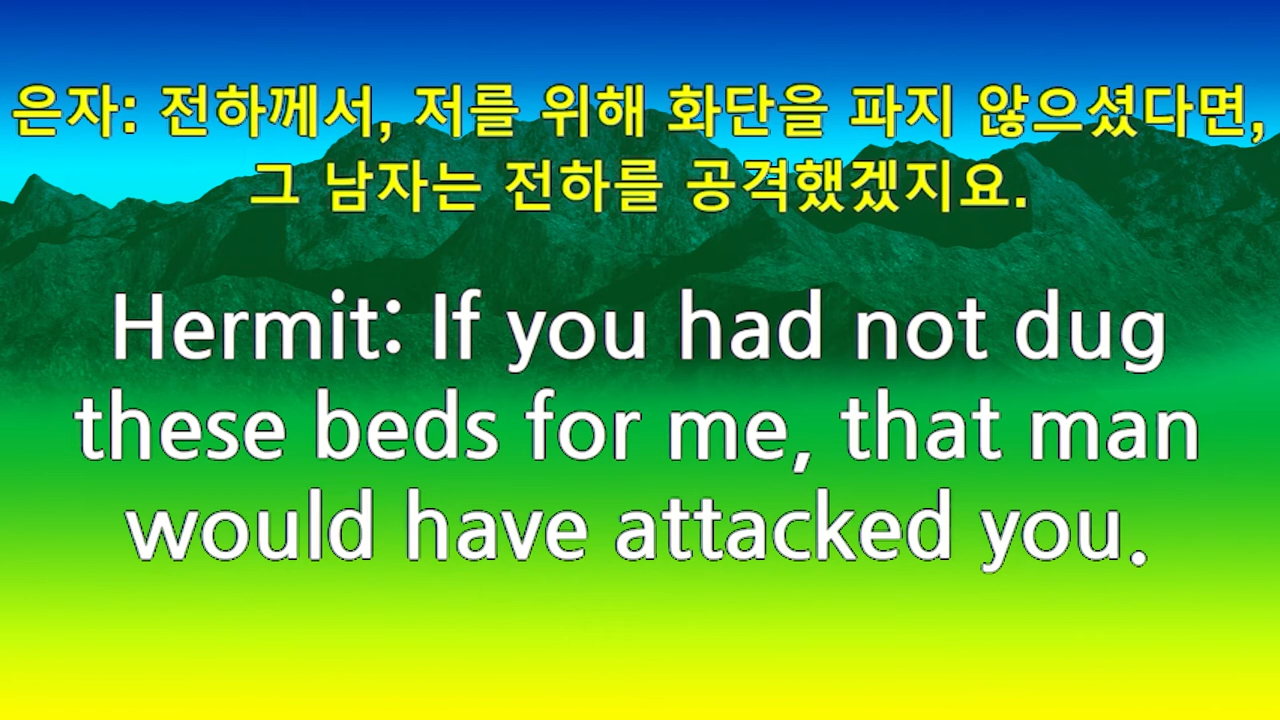 은자: 전하께서, 저를 위해 화단을 파지 않으셨다면,
그 남자는 전하를 공격했겠지요.
Hermit: If you had not dug
these beds for me, that man
would have attacked you.